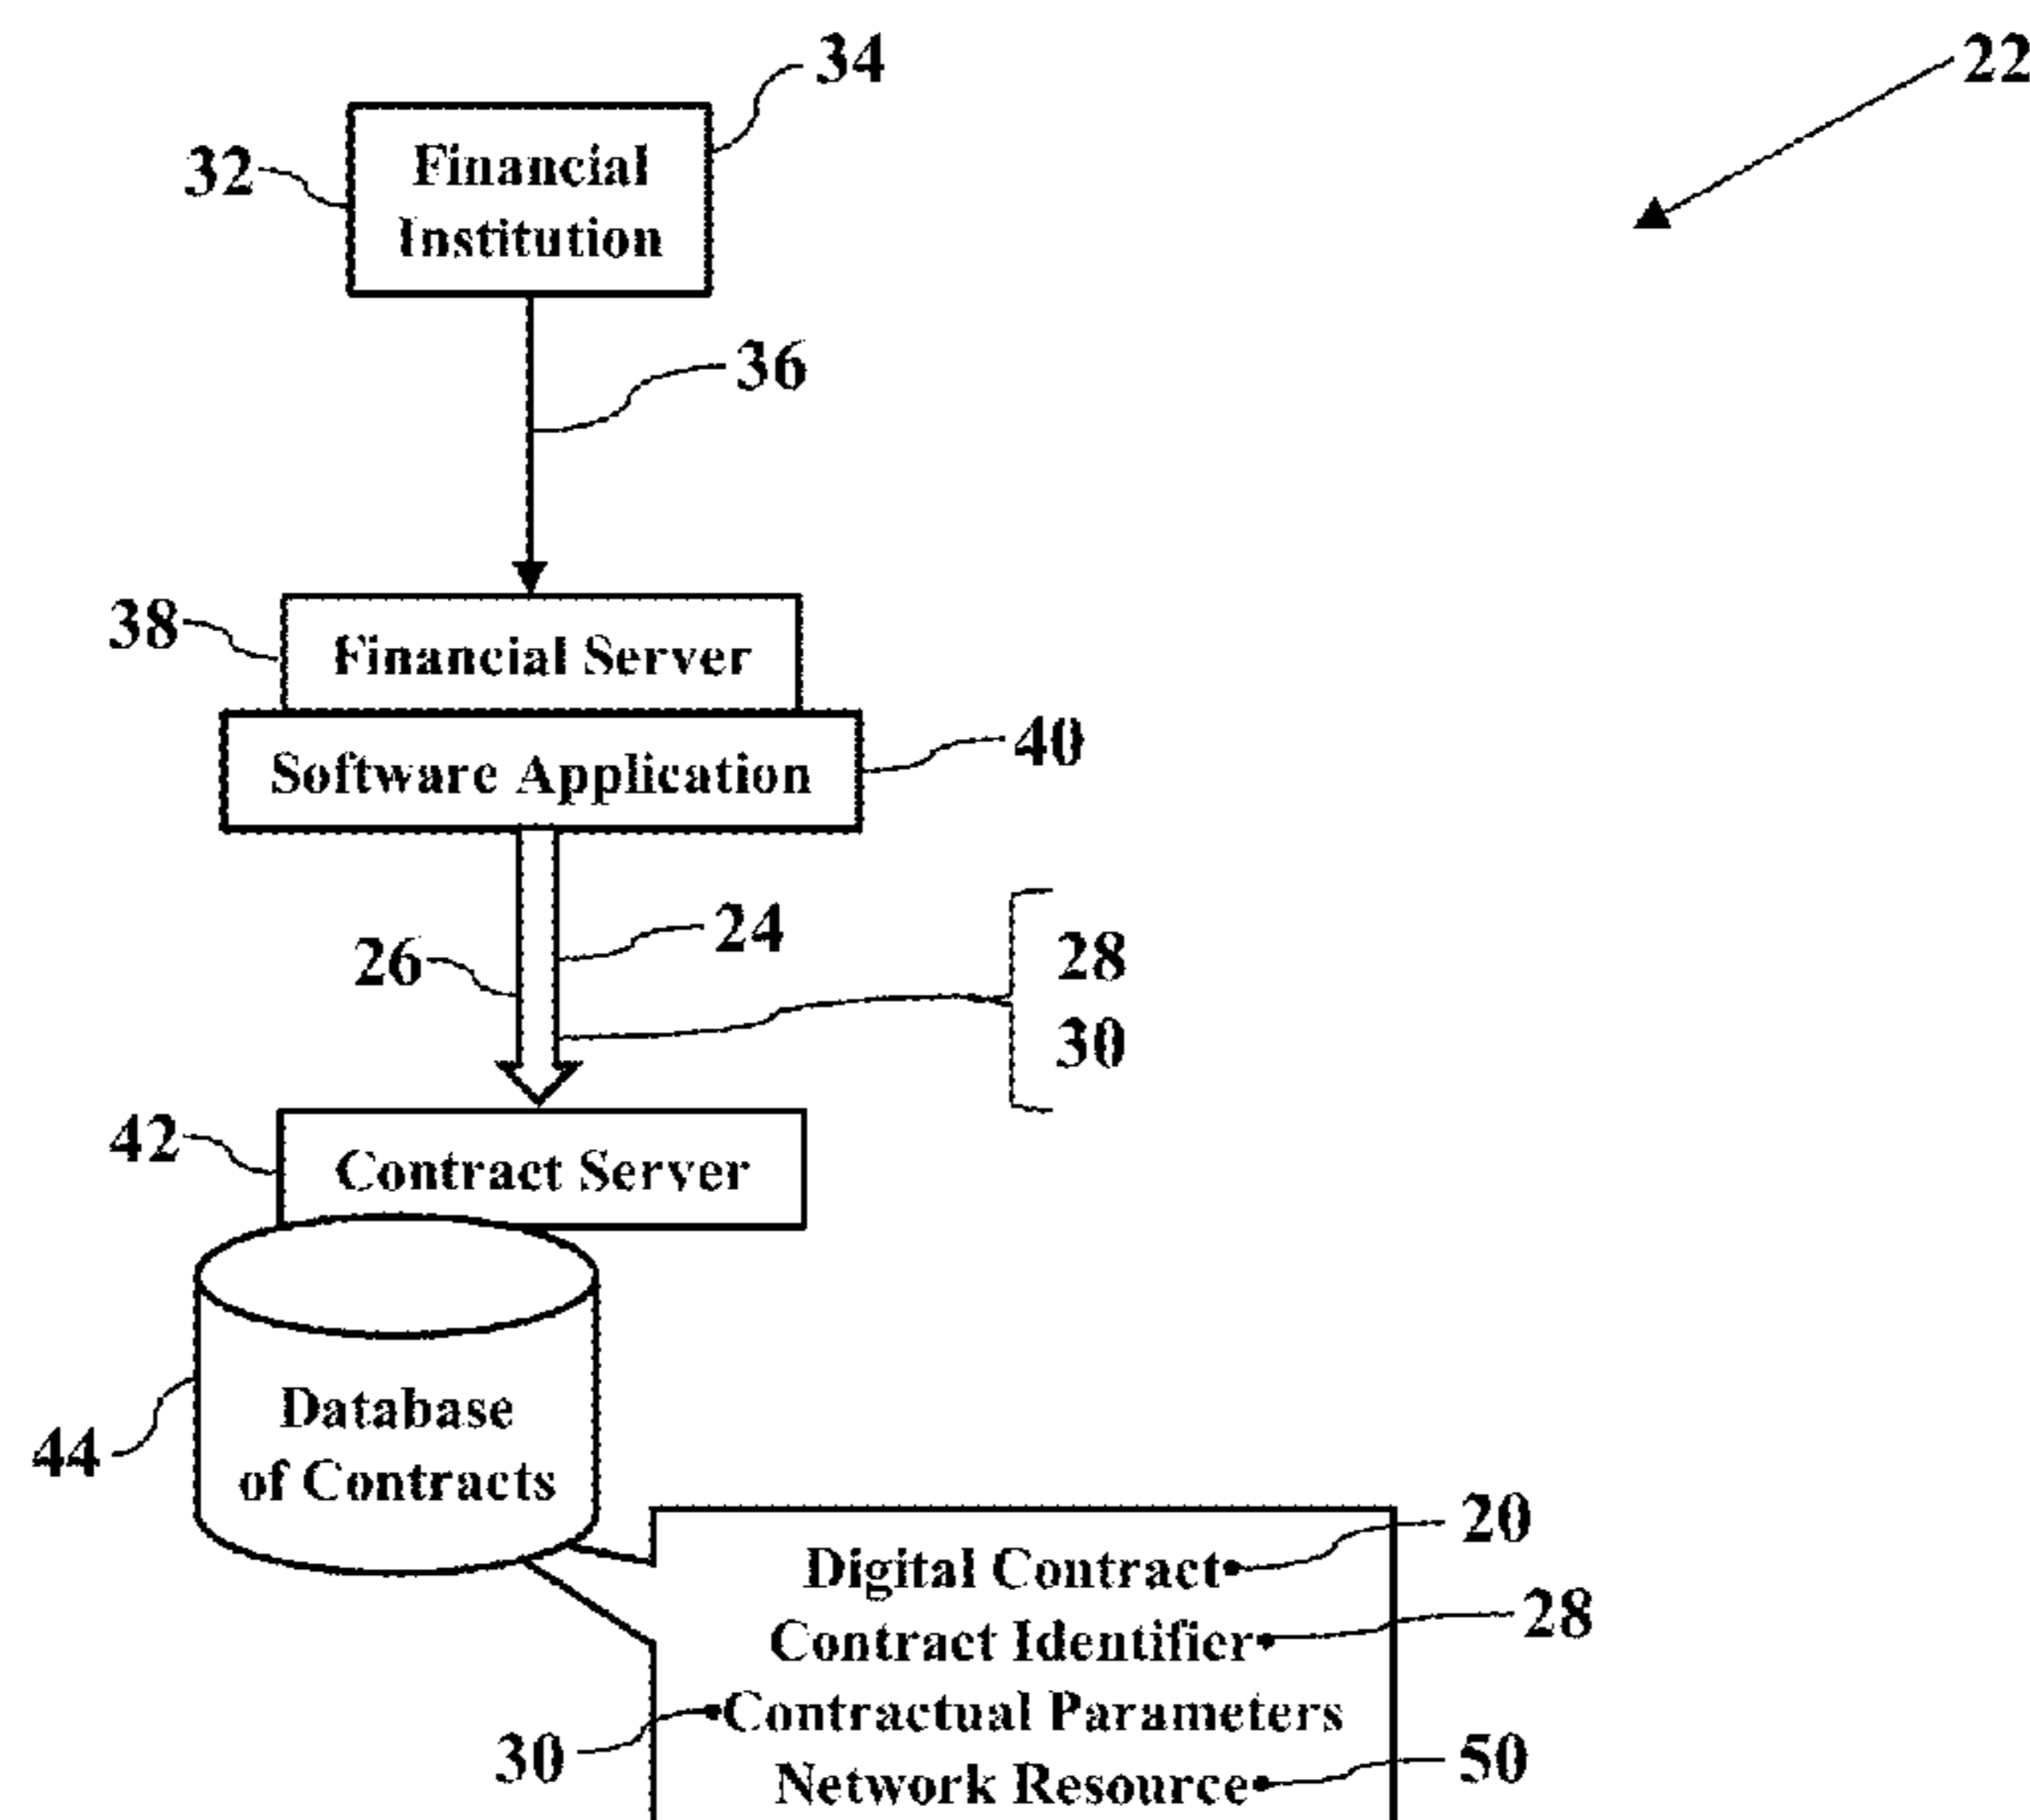 34
22
32
Financial
Institution
36
38
Financial Server
40
Software Application
24
26
28
30
42
Contract Server
44
Database
of Contracts
20
Digital Contract
28
Contract Identifier
Contractual Parameters
30
Network Resource
50